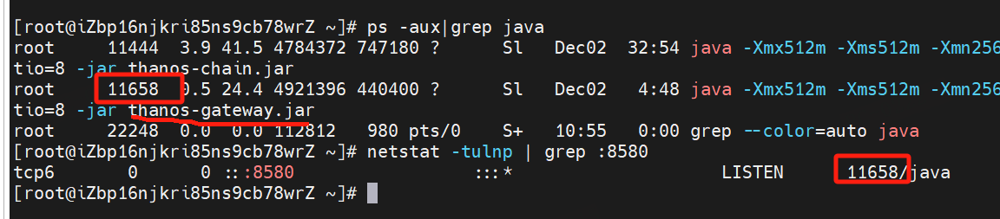 [root@iZbp16njkri85ns9cb78wrZ ~]# ps -aux|grep java
root 11444 3.9 41.5 4784372 747180 ? Sl Dec02 32:54 java -Xmx512m -Xms512m -Xmn256
tio=8 -jar thanos-chain.jar
root 11658 0.5 24.4 4921396 440400 ? Sl Dec02 4:48 java -Xmx512m -Xms512m -Xmn256
tio=8 -jar thanos-gateway.jar
root 22248 0.0 0.0 112812 980 pts/0 S+ 10:55 0:00 grep --color=auto java
[root@iZbp16njkri85ns9cb78wrZ ~]# netstat -tulnp | grep :8580
tcp6 0 0 :::8580 :::* LISTEN 11658/java
[root@iZbp16njkri85ns9cb78wrZ ~]#